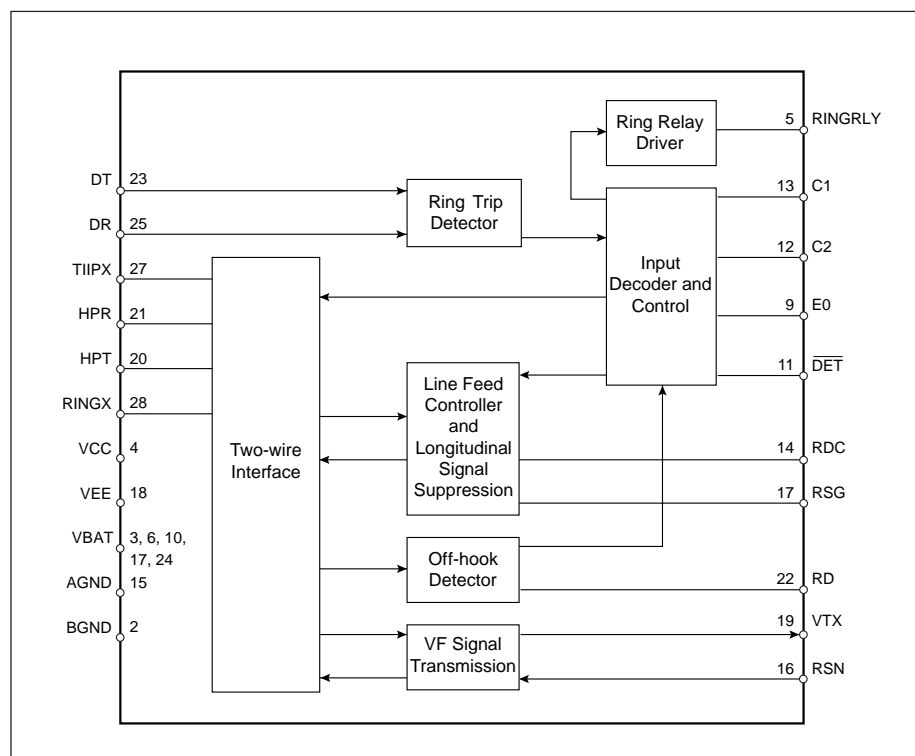 Ring Relay
Driver
5
RINGRLY
DT
23
DR
25
Ring Trip
Detector
13
C1
TIIPX
27
HPR
21
HPT
20
RINGX
28
VCC
4
VEE
18
VBAT
3, 6, 10,
17, 24
AGND
15
BGND
2
Two-wire
Interface
Input
Decoder and
Control
12
C2
9
E0
11
DET
Line Feed
Controller
and
Longitudinal
Signal
Suppression
14
RDC
17
RSG
Off-hook
Detector
22
RD
VF Signal
Transmission
19
VTX
16
RSN